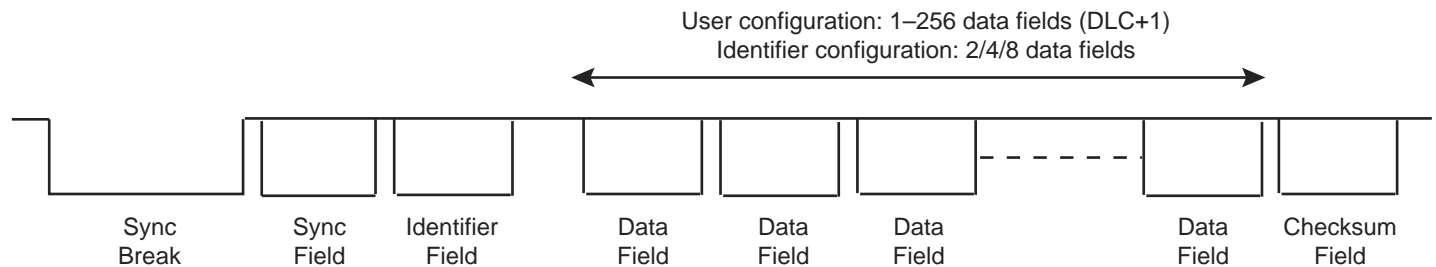 User configuration: 1–256 data fields (DLC+1)
Identifier configuration: 2/4/8 data fields
Sync
Break
Sync
Field
Identifier
Field
Data
Field
Data
Field
Data
Field
Data
Field
Checksum
Field